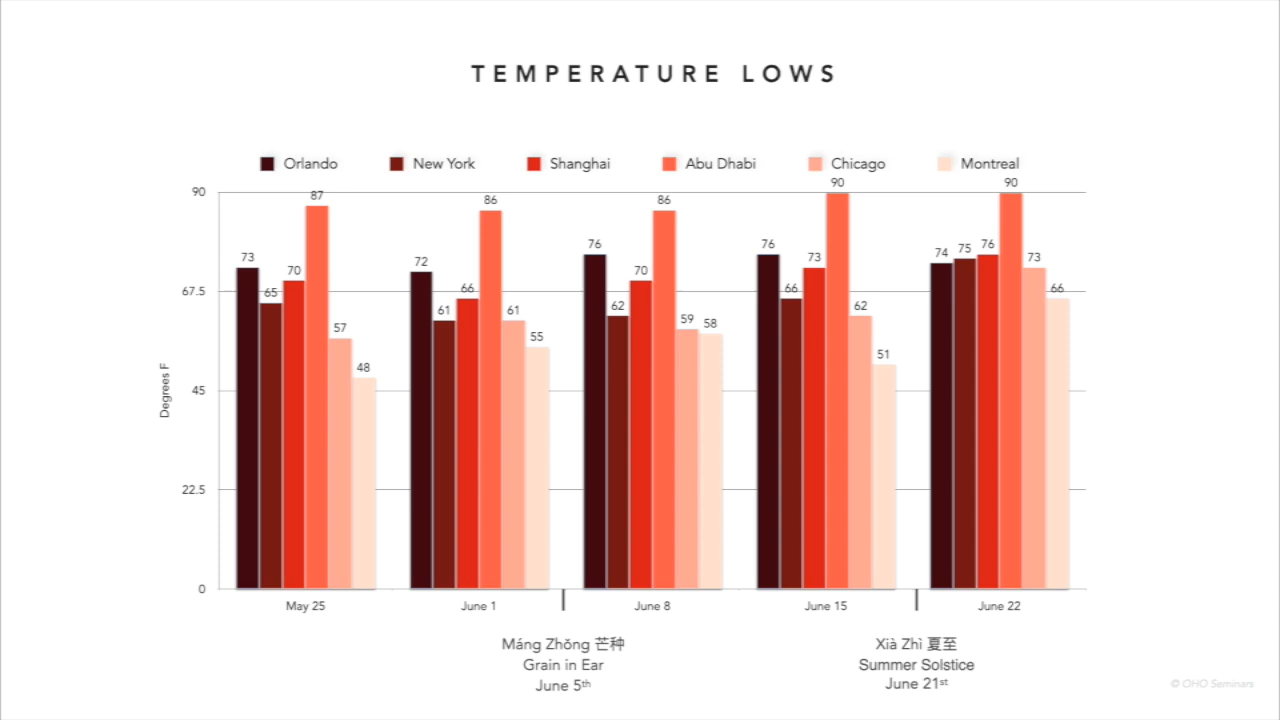 TEMPERATURE LOWS
Orlando New York Shanghai Abu Dhabi Chicago Montreal
90
67.5
45
22.5
0
Degrees F
73 65 70 87 57 48
72 61 66 86 61 55
76 62 70 86 59 58
76 66 73 90 62 51
74 75 76 90 73 66
May 25 June 1 June 8 June 15 June 22
Máng Zhŏng 芒种
Grain in Ear
June 5th
Xià Zhì 夏至
Summer Solstice
June 21st
© OHO Seminars